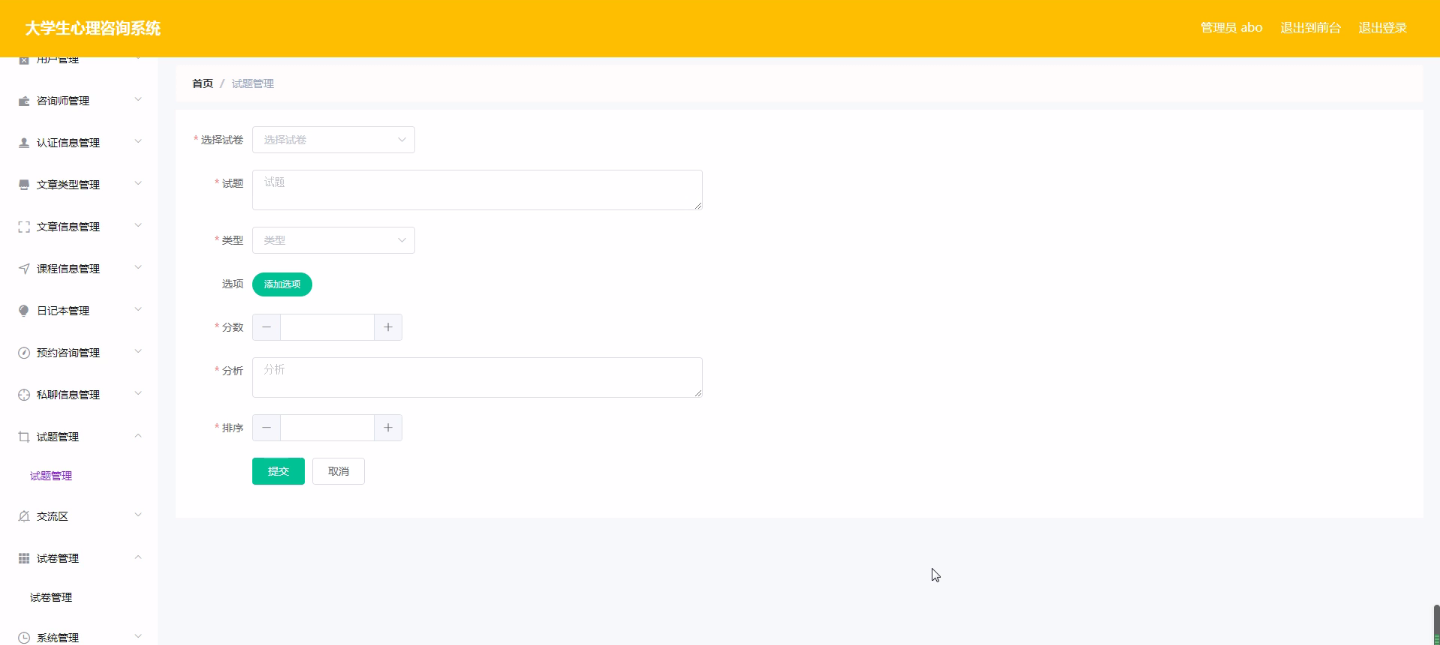 大学生心理咨询系统
管理员 abo 退出到前台 退出登录
用户管理
咨询师管理
认证信息管理
文章类型管理
文章信息管理
课程信息管理
日记本管理
预约咨询管理
私聊信息管理
试题管理
试题管理
交流区
试卷管理
试卷管理
系统管理
首页 / 试题管理
* 选择试卷 选择试卷
* 试题 试题
* 类型 类型
选项 添加选项
* 分数
* 分析 分析
* 排序
提交 取消